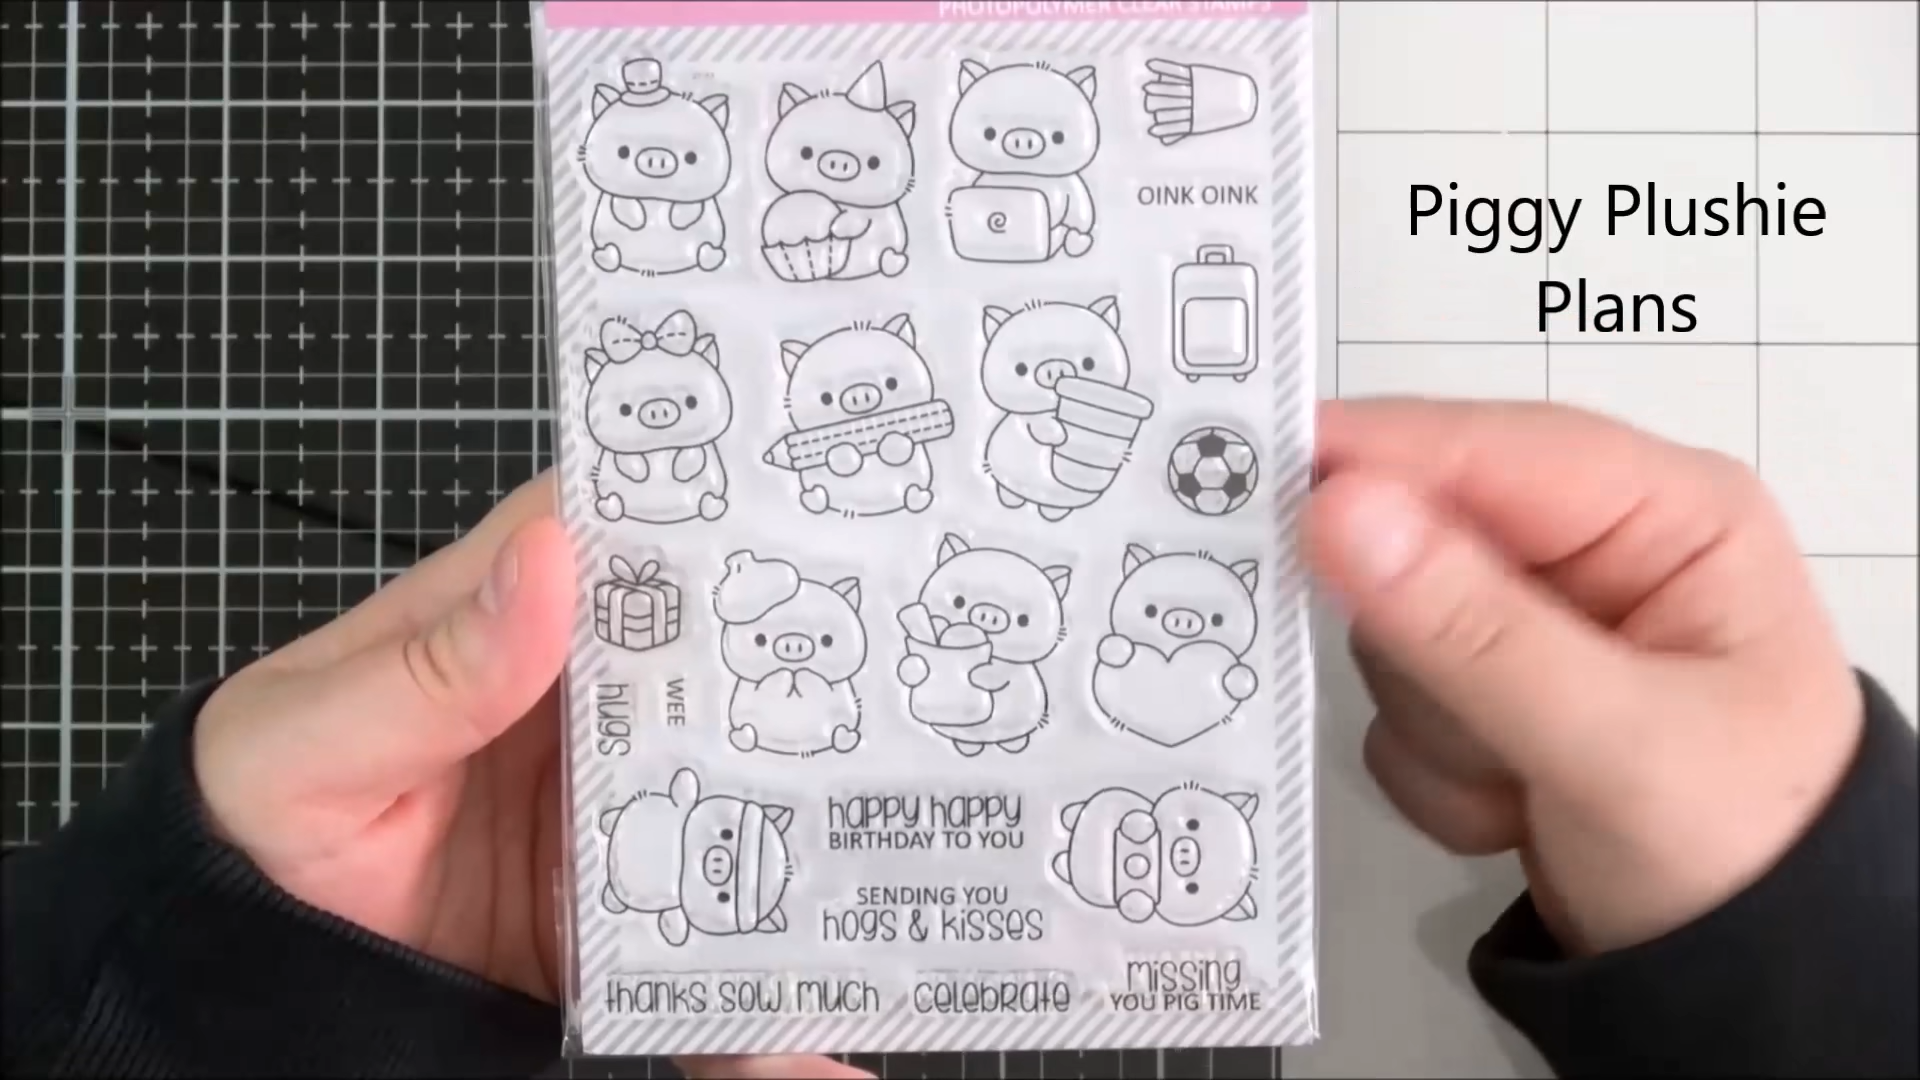 PHOTOPOLYMER CLEAR STAMPS
Piggy Plushie
Plans
OINK OINK
hugs
WEE
happy happy
BIRTHDAY TO YOU
SENDING YOU
hogs & kisses
thanks sow much
celebrate
missing
YOU PIG TIME